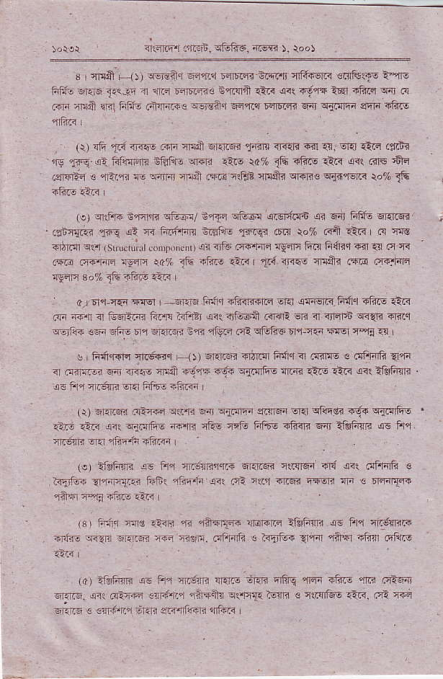 ১০২৩২ বাংলাদেশ গেজেট, অতিরিক্ত, নভেম্বর ১, ২০০১
৪। সামগ্রী।—(১) অভ্যন্তরীণ জলপথে চলাচলের উদ্দেশ্যে সার্বিকভাবে ওয়েল্ডিংকৃত ইস্পাত
নির্মিত জাহাজ বৃহৎ হ্রদ বা খালে চলাচলেরও উপযোগী হইবে এবং কর্তৃপক্ষ ইচ্ছা করিলে অন্য যে
কোন সামগ্রী দ্বারা নির্মিত নৌযানকেও অভ্যন্তরীণ জলপথে চলাচলের জন্য অনুমোদন প্রদান করিতে
পারিবে।
(২) যদি পূর্বে ব্যবহৃত কোন সামগ্রী জাহাজের পুনরায় ব্যবহার করা হয়, তাহা হইলে প্লেটের
গড় পুরুত্ব এই বিধিমালায় উল্লিখিত আকার হইতে ২৫% বৃদ্ধি করিতে হইবে এবং রোল্ড স্টীল
প্রোফাইল ও পাইপের মত অন্যান্য সামগ্রী ক্ষেত্রে সংশ্লিষ্ট সামগ্রীর আকারও অনুরূপভাবে ২০% বৃদ্ধি
করিতে হইবে।
(৩) আংশিক উপসাগর অতিক্রম/ উপকূল অতিক্রম এন্ডোর্সমেন্ট এর জন্য নির্মিত জাহাজের
প্লেটসমূহের পুরুত্ব এই সব নির্দেশনায় উল্লেখিত পুরুত্বের চেয়ে ২০% বেশী হইবে। যে সমস্ত
কাঠামো অংশ (Structural component) এর ব্যাপ্তি সেকশনাল মডুলাস দিয়ে নির্ধারণ করা হয় সে সব
ক্ষেত্রে সেকশনাল মডুলাস ২৫% বৃদ্ধি করিতে হইবে। পূর্বে ব্যবহৃত সামগ্রীর ক্ষেত্রে সেকশনাল
মডুলাস ৪০% বৃদ্ধি করিতে হইবে।
৫। চাপ-সহন ক্ষমতা।—জাহাজ নির্মাণ করিবারকালে তাহা এমনভাবে নির্মাণ করিতে হইবে
যেন নকশা বা ডিজাইনের বিশেষ বৈশিষ্ট্য এবং ব্যতিক্রমী বোঝাই ভার বা ব্যালাস্ট অবস্থার কারণে
অত্যধিক ওজন জনিত চাপ জাহাজের উপর পড়িলে সেই অতিরিক্ত চাপ-সহন ক্ষমতা সম্পন্ন হয়।
৬। নির্মাণকাল সার্ভেকরণ।—(১) জাহাজের কাঠামো নির্মাণ বা মেরামত ও মেশিনারি স্থাপন
বা মেরামতের জন্য ব্যবহৃত সামগ্রী কর্তৃপক্ষ কর্তৃক অনুমোদিত মানের হইতে হইবে এবং ইঞ্জিনিয়ার
এন্ড শিপ সার্ভেয়ার তাহা নিশ্চিত করিবেন।
(২) জাহাজের যেইসকল অংশের জন্য অনুমোদন প্রয়োজন তাহা অধিদপ্তর কর্তৃক অনুমোদিত
হইতে হইবে এবং অনুমোদিত নকশার সহিত সঙ্গতি নিশ্চিত করিবার জন্য ইঞ্জিনিয়ার এন্ড শিপ
সার্ভেয়ার তাহা পরিদর্শন করিবেন।
(৩) ইঞ্জিনিয়ার এন্ড শিপ সার্ভেয়ারগণকে জাহাজের সংযোজন কার্য এবং মেশিনারি ও
বৈদ্যুতিক স্থাপনাসমূহের ফিটিং পরিদর্শন এবং সেই সংগে কাজের দক্ষতার মান ও চালনামূলক
পরীক্ষা সম্পন্ন করিতে হইবে।
(৪) নির্মাণ সমাপ্ত হইবার পর পরীক্ষামূলক যাত্রাকালে ইঞ্জিনিয়ার এন্ড শিপ সার্ভেয়ারকে
কার্যরত অবস্থায় জাহাজের সকল সরঞ্জাম, মেশিনারি ও বৈদ্যুতিক স্থাপনা পরীক্ষা করিয়া দেখিতে
হইবে।
(৫) ইঞ্জিনিয়ার এন্ড শিপ সার্ভেয়ার যাহাতে তাঁহার দায়িত্ব পালন করিতে পারে সেইজন্য
জাহাজে, এবং যেইসকল ওয়ার্কশপে পরীক্ষণীয় অংশসমূহ তৈয়ার ও সংযোজিত হইবে, সেই সকল
জাহাজে ও ওয়ার্কশপে তাঁহার প্রবেশাধিকার থাকিবে।